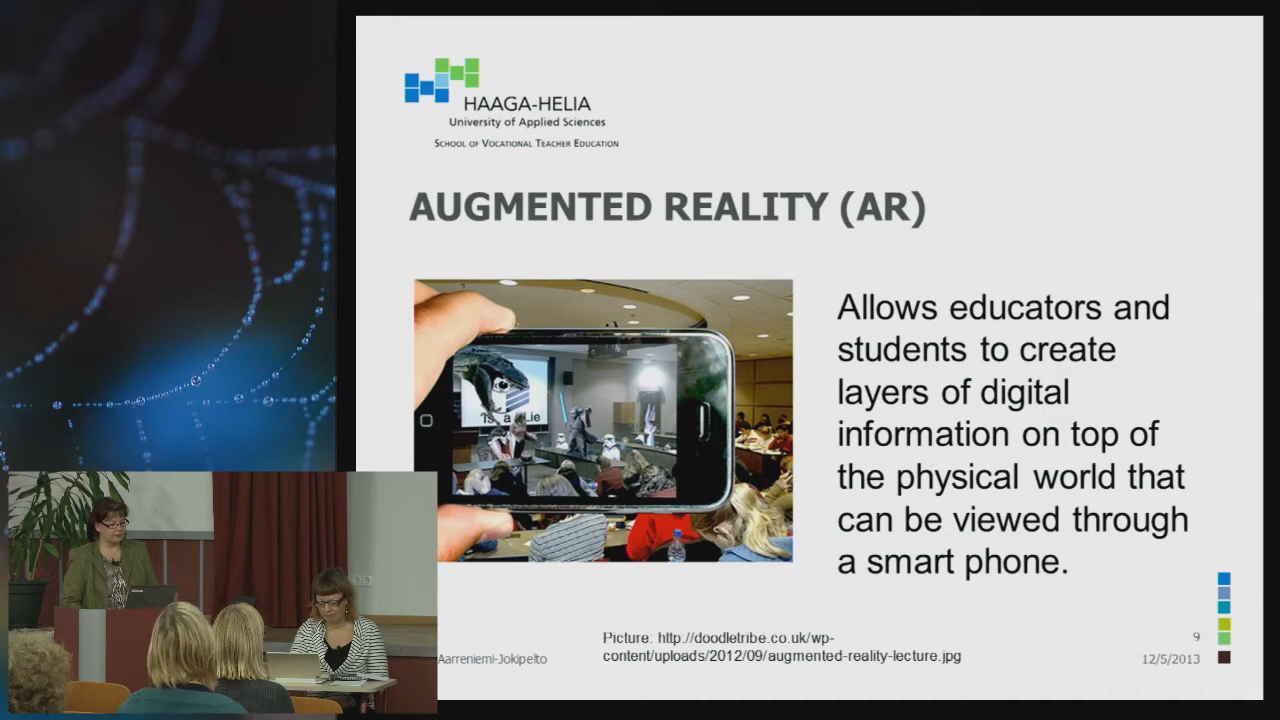 HAAGA-HELIA
University of Applied Sciences
SCHOOL OF VOCATIONAL TEACHER EDUCATION
AUGMENTED REALITY (AR)
Allows educators and
students to create
layers of digital
information on top of
the physical world that
can be viewed through
a smart phone.
is a Lie
Picture: http://doodletribe.co.uk/wp-
content/uploads/2012/09/augmented-reality-lecture.jpg
Aarreniemi-Jokipelto
9
12/5/2013